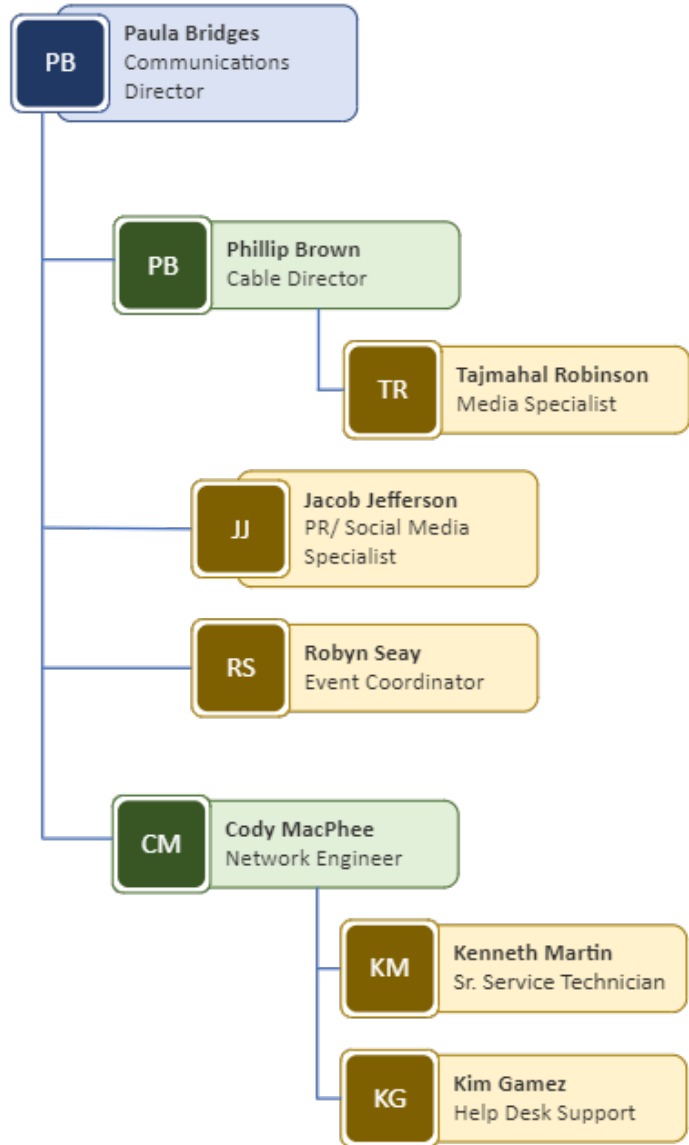 PB
Paula Bridges
Communications
Director
PB
Phillip Brown
Cable Director
TR
Tajmahal Robinson
Media Specialist
JJ
Jacob Jefferson
PR/ Social Media
Specialist
RS
Robyn Seay
Event Coordinator
CM
Cody MacPhee
Network Engineer
KM
Kenneth Martin
Sr. Service Technician
KG
Kim Gamez
Help Desk Support